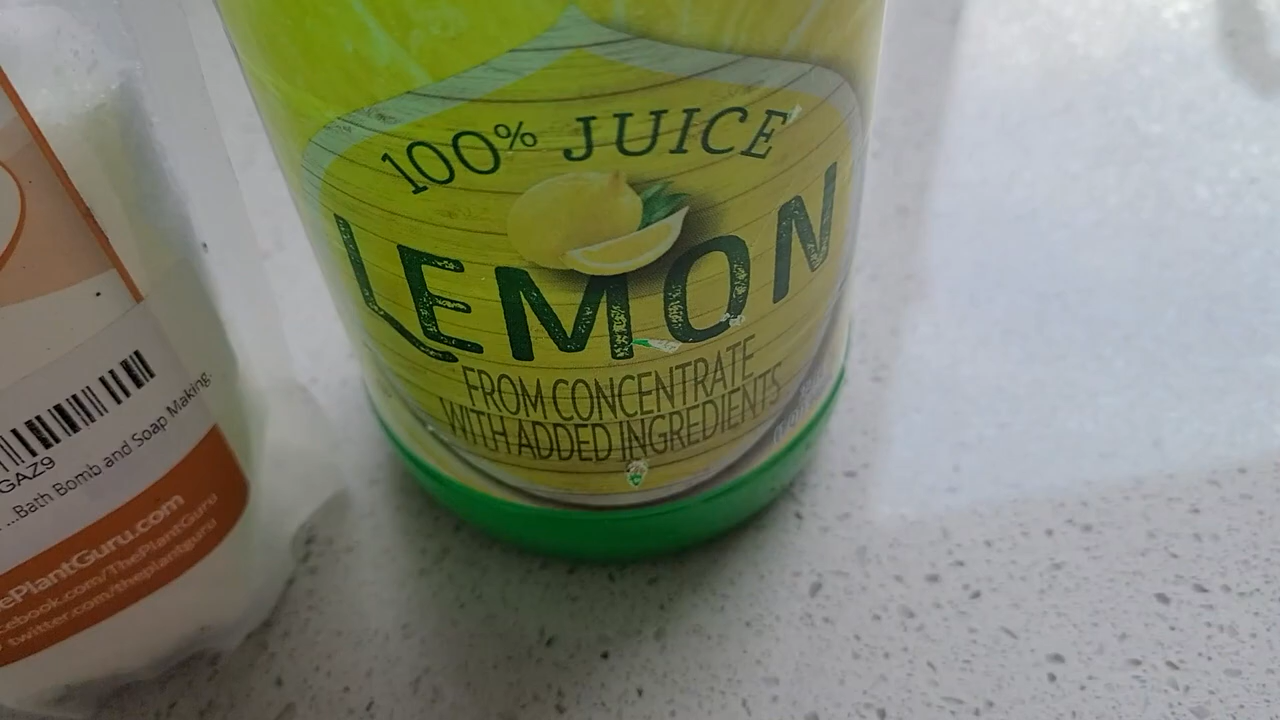 100% JUICE
LEMON
FROM CONCENTRATE
WITH ADDED INGREDIENTS
GAZ9
...Bath Bomb and Soap Making.
ePlantGuru.com
cebook.com/ThePlantGuru
twitter.com/theplantguru